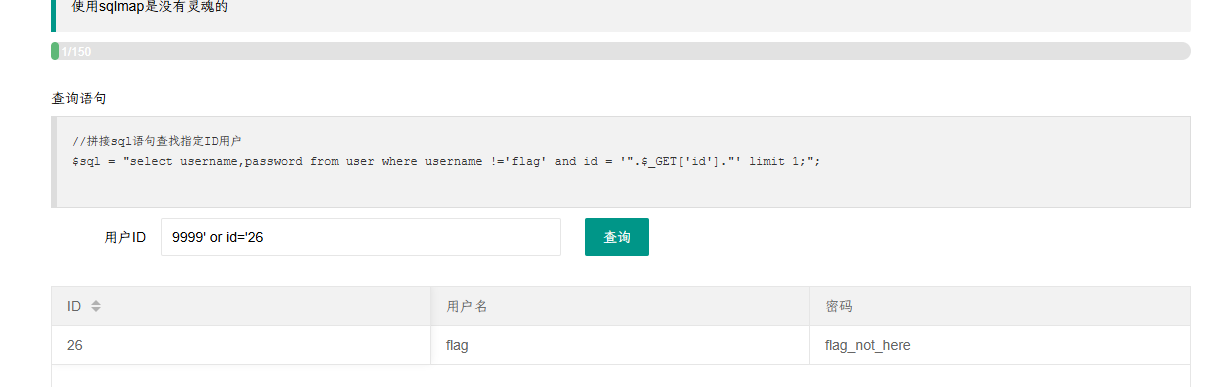 使用sqlmap是没有灵魂的
1/150
查询语句
//拼接sql语句查找指定ID用户
$sql = "select username,password from user where username !='flag' and id = '".$_GET['id']."' limit 1;";
用户ID 9999' or id='26 查询
ID 用户名 密码
26 flag flag_not_here